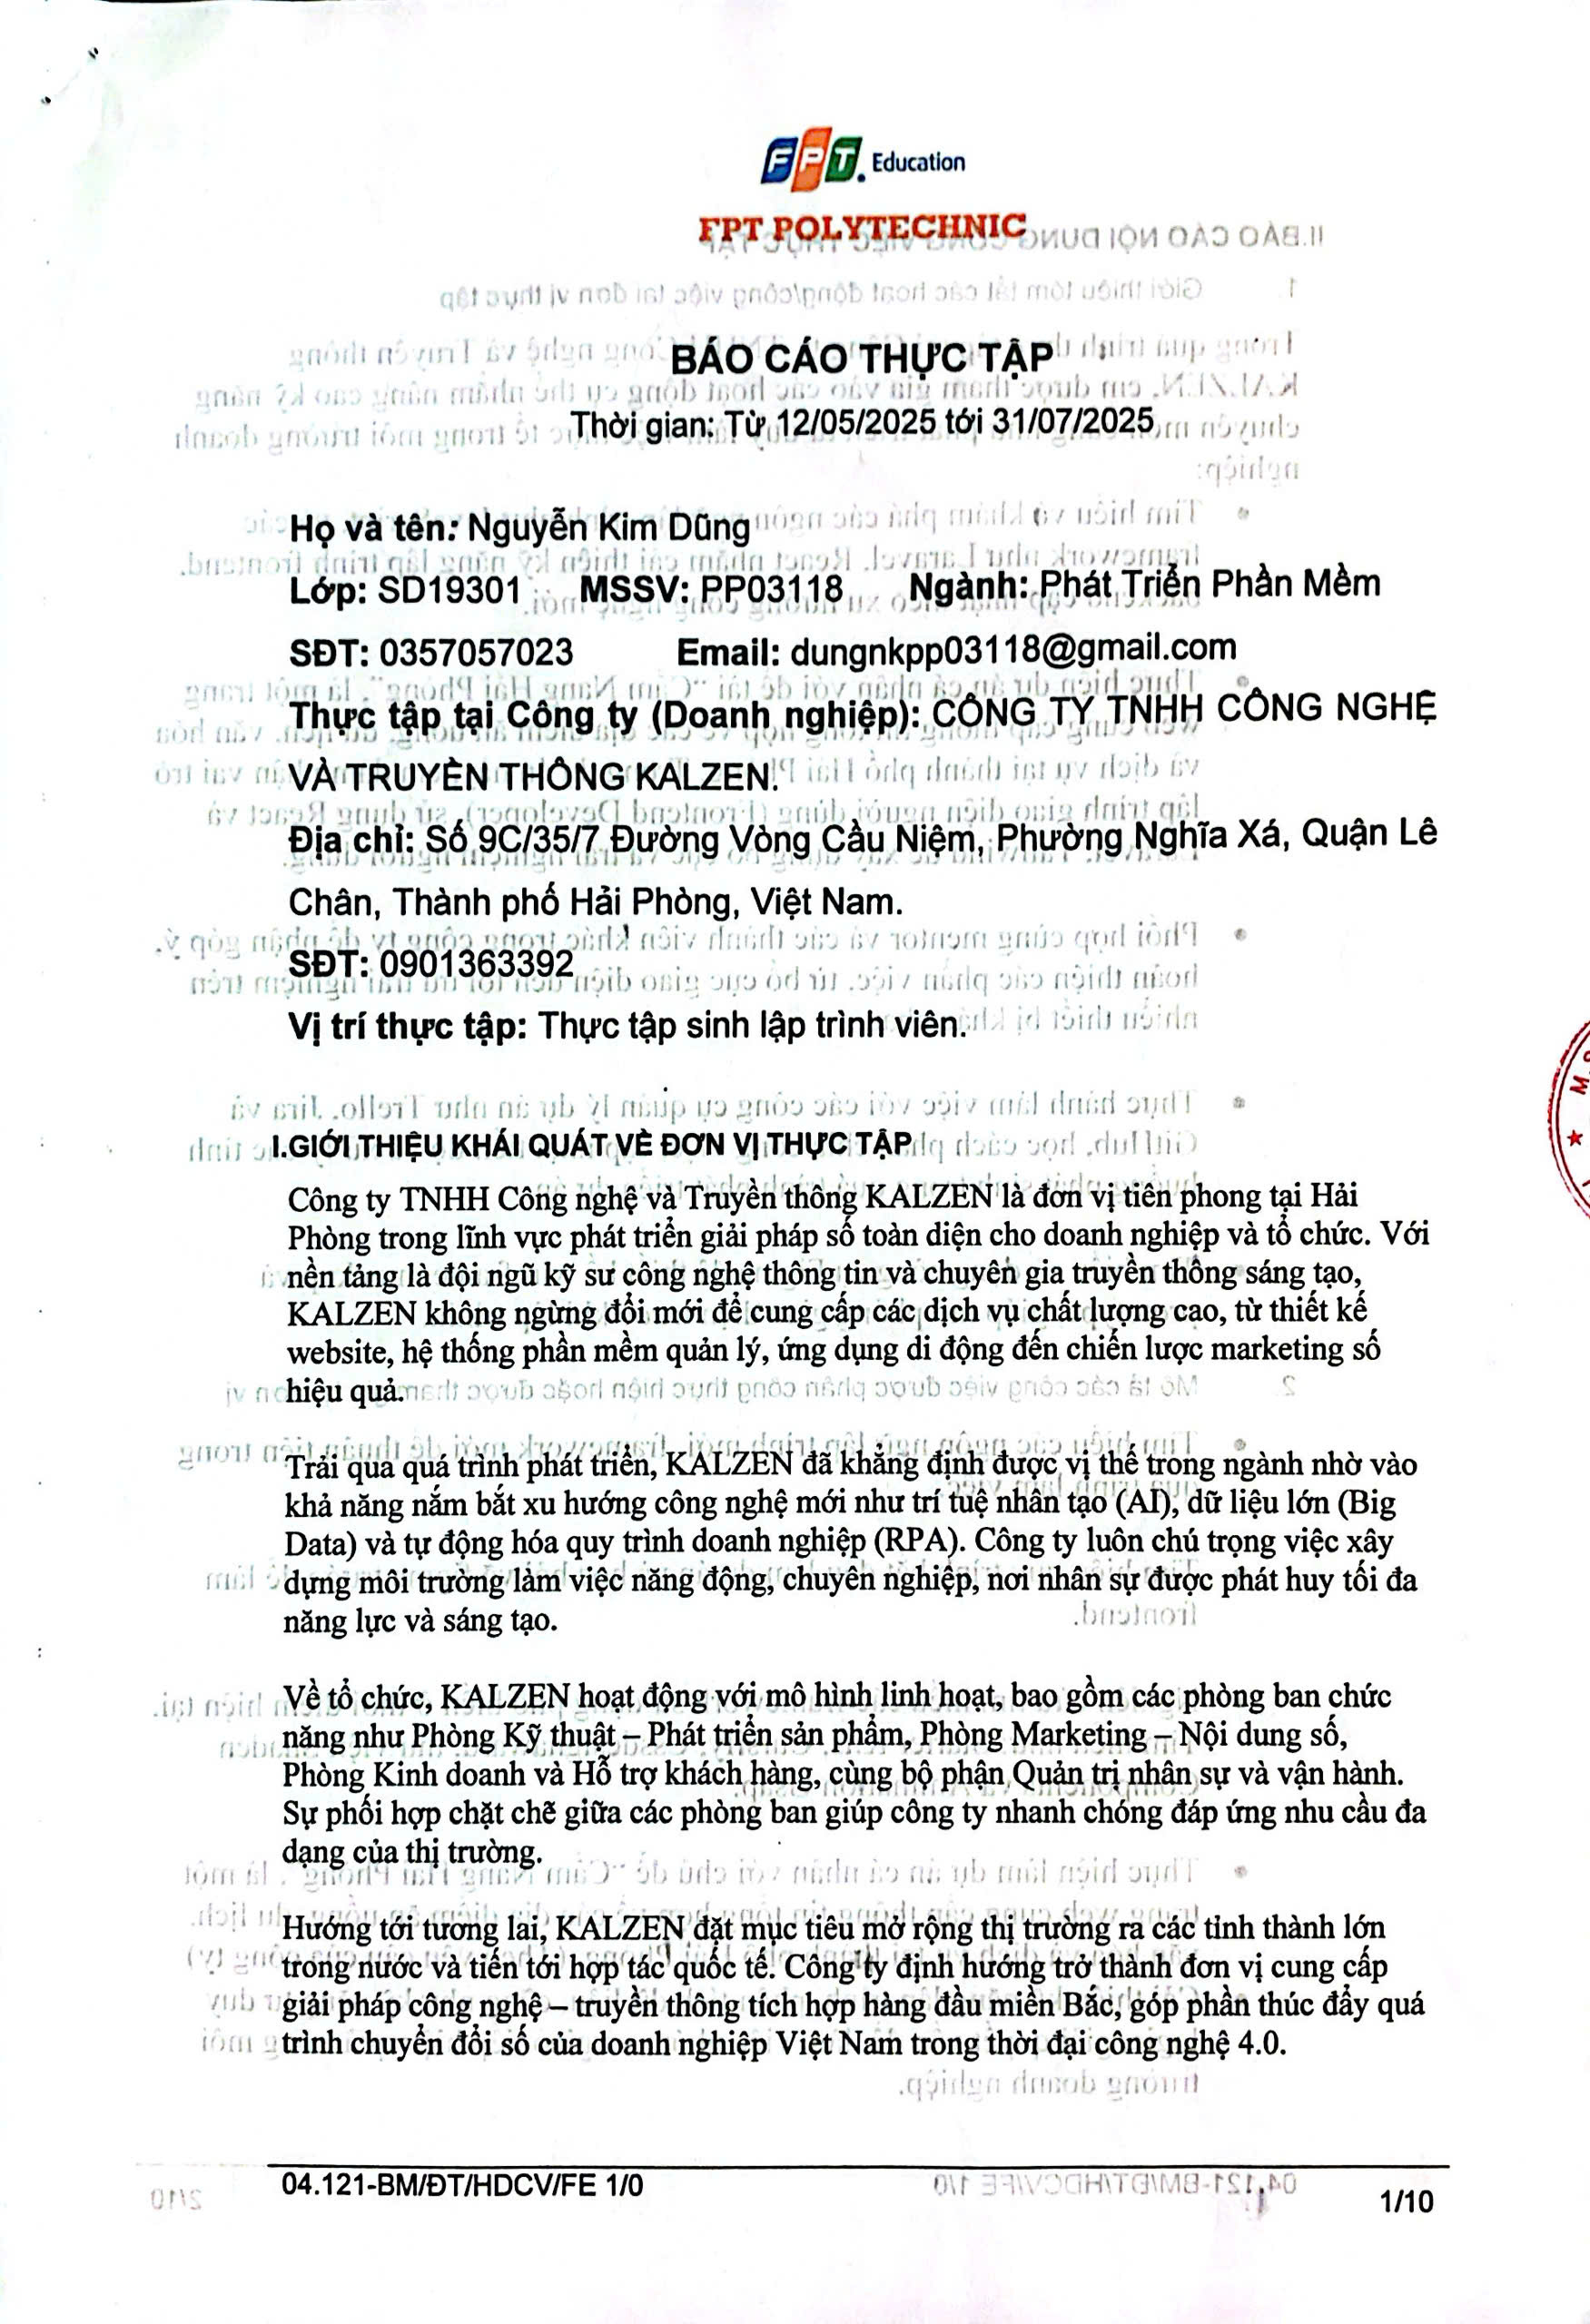 FPT. Education
FPT POLYTECHNIC
BÁO CÁO THỰC TẬP
Thời gian: Từ 12/05/2025 tới 31/07/2025
Họ và tên: Nguyễn Kim Dũng
Lớp: SD19301 MSSV: PP03118 Ngành: Phát Triển Phần Mềm
SĐT: 0357057023 Email: dungnkpp03118@gmail.com
Thực tập tại Công ty (Doanh nghiệp): CÔNG TY TNHH CÔNG NGHỆ
VÀ TRUYỀN THÔNG KALZEN.
Địa chỉ: Số 9C/35/7 Đường Vòng Cầu Niệm, Phường Nghĩa Xá, Quận Lê
Chân, Thành phố Hải Phòng, Việt Nam.
SĐT: 0901363392
Vị trí thực tập: Thực tập sinh lập trình viên.
I.GIỚI THIỆU KHÁI QUÁT VỀ ĐƠN VỊ THỰC TẬP
Công ty TNHH Công nghệ và Truyền thông KALZEN là đơn vị tiên phong tại Hải
Phòng trong lĩnh vực phát triển giải pháp số toàn diện cho doanh nghiệp và tổ chức. Với
nền tảng là đội ngũ kỹ sư công nghệ thông tin và chuyên gia truyền thông sáng tạo,
KALZEN không ngừng đổi mới để cung cấp các dịch vụ chất lượng cao, từ thiết kế
website, hệ thống phần mềm quản lý, ứng dụng di động đến chiến lược marketing số
hiệu quả.
Trải qua quá trình phát triển, KALZEN đã khẳng định được vị thế trong ngành nhờ vào
khả năng nắm bắt xu hướng công nghệ mới như trí tuệ nhân tạo (AI), dữ liệu lớn (Big
Data) và tự động hóa quy trình doanh nghiệp (RPA). Công ty luôn chú trọng việc xây
dựng môi trường làm việc năng động, chuyên nghiệp, nơi nhân sự được phát huy tối đa
năng lực và sáng tạo.
Về tổ chức, KALZEN hoạt động với mô hình linh hoạt, bao gồm các phòng ban chức
năng như Phòng Kỹ thuật – Phát triển sản phẩm, Phòng Marketing – Nội dung số,
Phòng Kinh doanh và Hỗ trợ khách hàng, cùng bộ phận Quản trị nhân sự và vận hành.
Sự phối hợp chặt chẽ giữa các phòng ban giúp công ty nhanh chóng đáp ứng nhu cầu đa
dạng của thị trường.
Hướng tới tương lai, KALZEN đặt mục tiêu mở rộng thị trường ra các tỉnh thành lớn
trong nước và tiến tới hợp tác quốc tế. Công ty định hướng trở thành đơn vị cung cấp
giải pháp công nghệ – truyền thông tích hợp hàng đầu miền Bắc, góp phần thúc đẩy quá
trình chuyển đổi số của doanh nghiệp Việt Nam trong thời đại công nghệ 4.0.
04.121-BM/ĐT/HDCV/FE 1/0
1/10